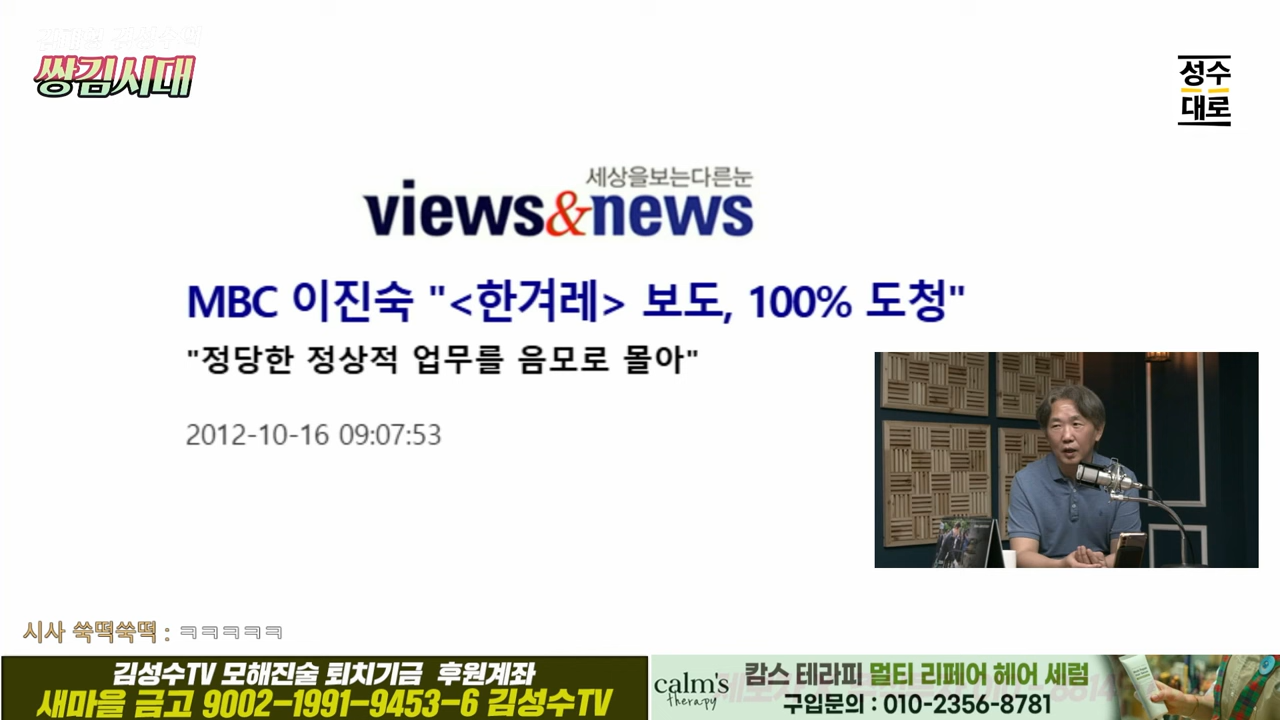 쌍김시대
성수
대로
세상을보는다른눈
views&news
MBC 이진숙 "<한겨레> 보도, 100% 도청"
"정당한 정상적 업무를 음모로 몰아"
2012-10-16 09:07:53
시사 쑥떡쑥떡 : ㅋㅋㅋㅋㅋ
김성수TV 모해진술 퇴치기금 후원계좌
새마을 금고 9002-1991-9453-6 김성수TV
calm's
therapy
캄스 테라피 멀티 리페어 헤어 세럼
구입문의 : 010-2356-8781